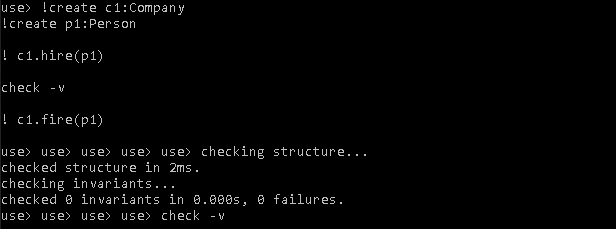 use> !create c1:Company
!create p1:Person
! c1.hire(p1)
check -v
! c1.fire(p1)
use> use> use> use> use> checking structure...
checked structure in 2ms.
checking invariants...
checked 0 invariants in 0.000s, 0 failures.
use> use> use> use> check -v